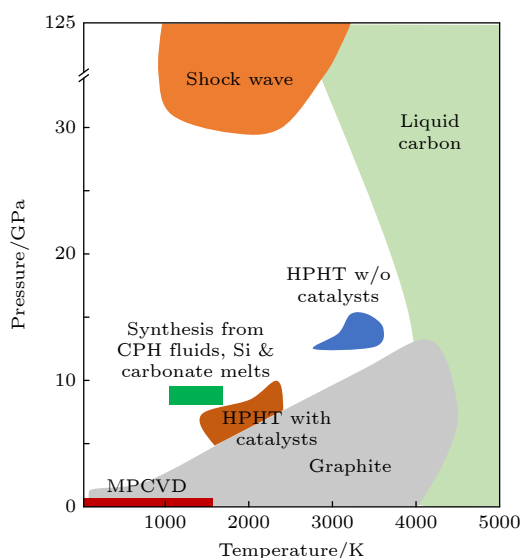 125
Shock wave
Liquid
carbon
30
Pressure/GPa
20
HPHT w/o
catalysts
Synthesis from
CPH fluids, Si &
carbonate melts
10
HPHT with
catalysts
Graphite
MPCVD
0
1000
2000
3000
4000
5000
Temperature/K